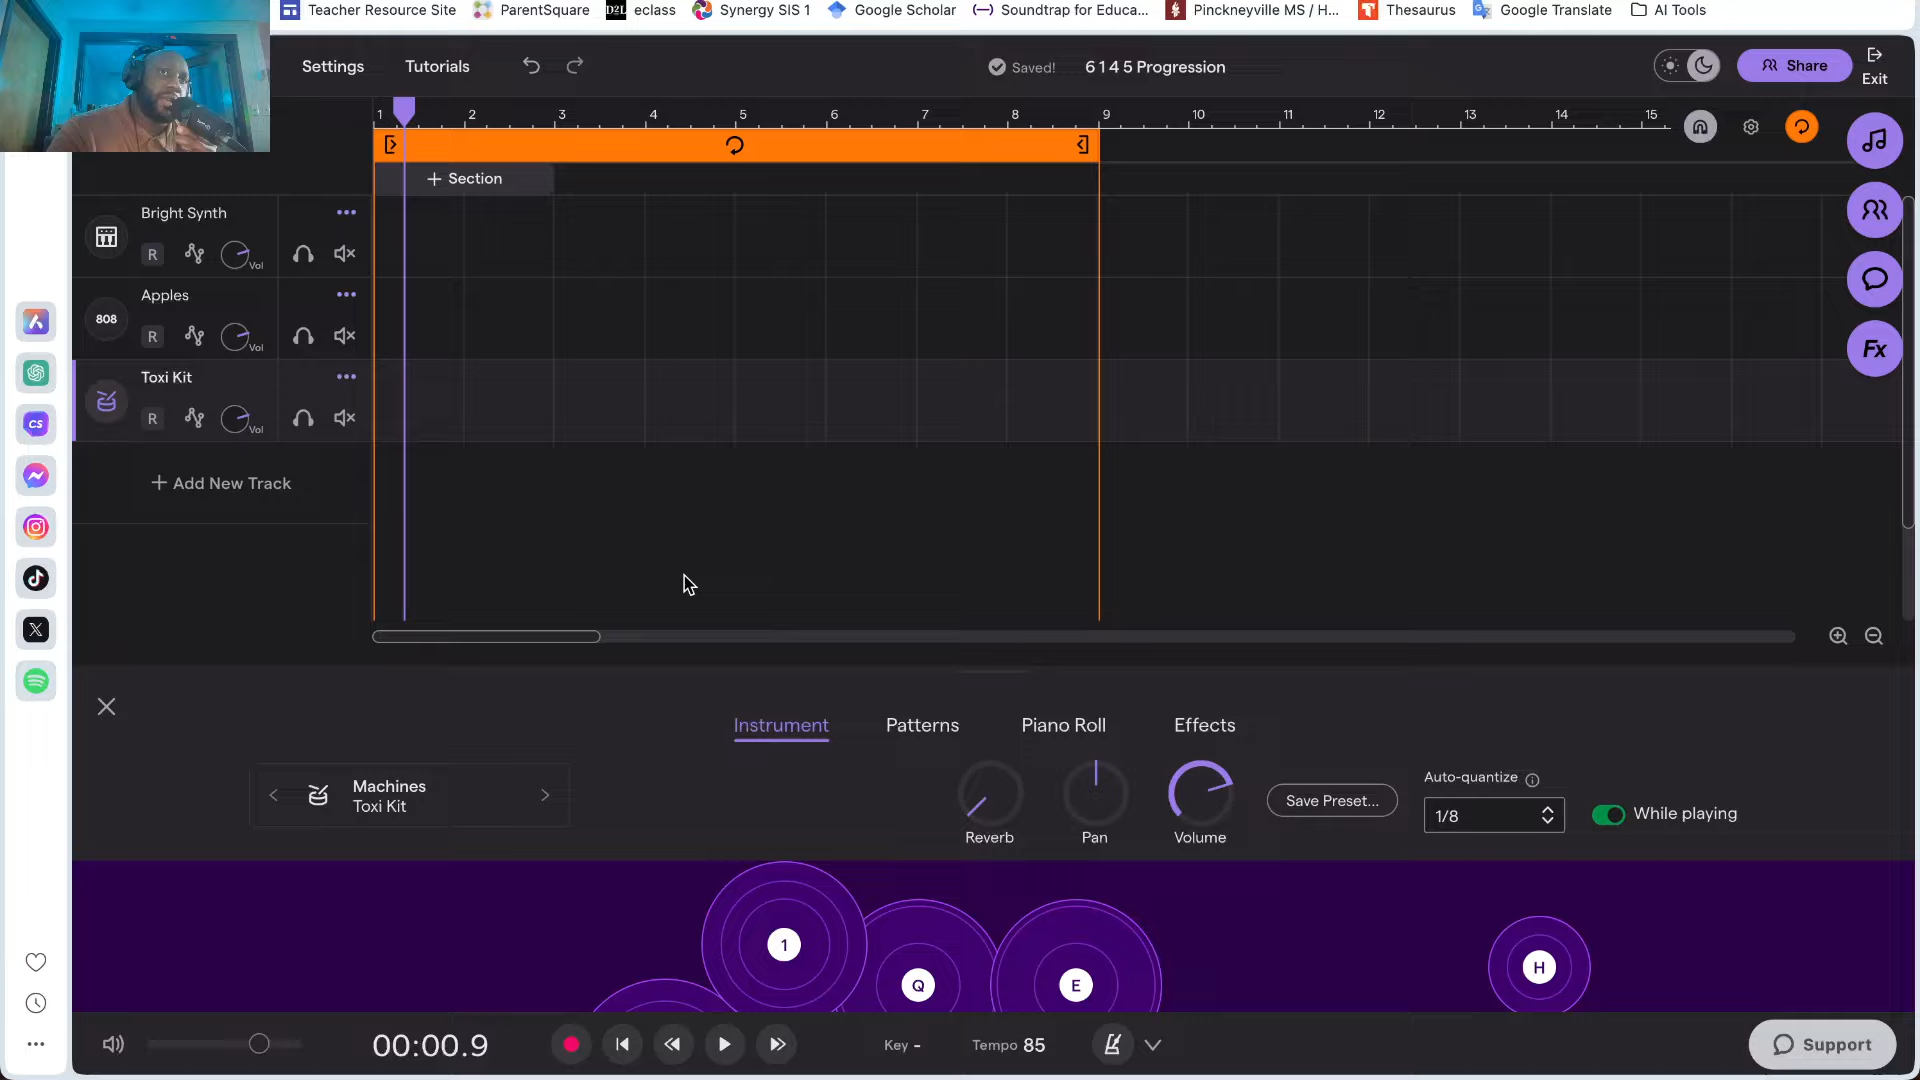 Teacher Resource Site
ParentSquare
D2L eclass
Synergy SIS 1
Google Scholar
Soundtrap for Educa...
Pinckneyville MS / H...
Thesaurus
Google Translate
AI Tools
Settings
Tutorials
Saved!
6 1 4 5 Progression
Share
Exit
1 2 3 4 5 6 7 8 9 10 11 12 13 14 15
+ Section
Bright Synth
R
Vol
Apples
808
R
Vol
Toxi Kit
R
Vol
+ Add New Track
Fx
CS
Instrument
Patterns
Piano Roll
Effects
Machines
Toxi Kit
Reverb
Pan
Volume
Save Preset...
Auto-quantize
1/8
While playing
1
Q
E
H
00:00.9
Key -
Tempo 85
Support